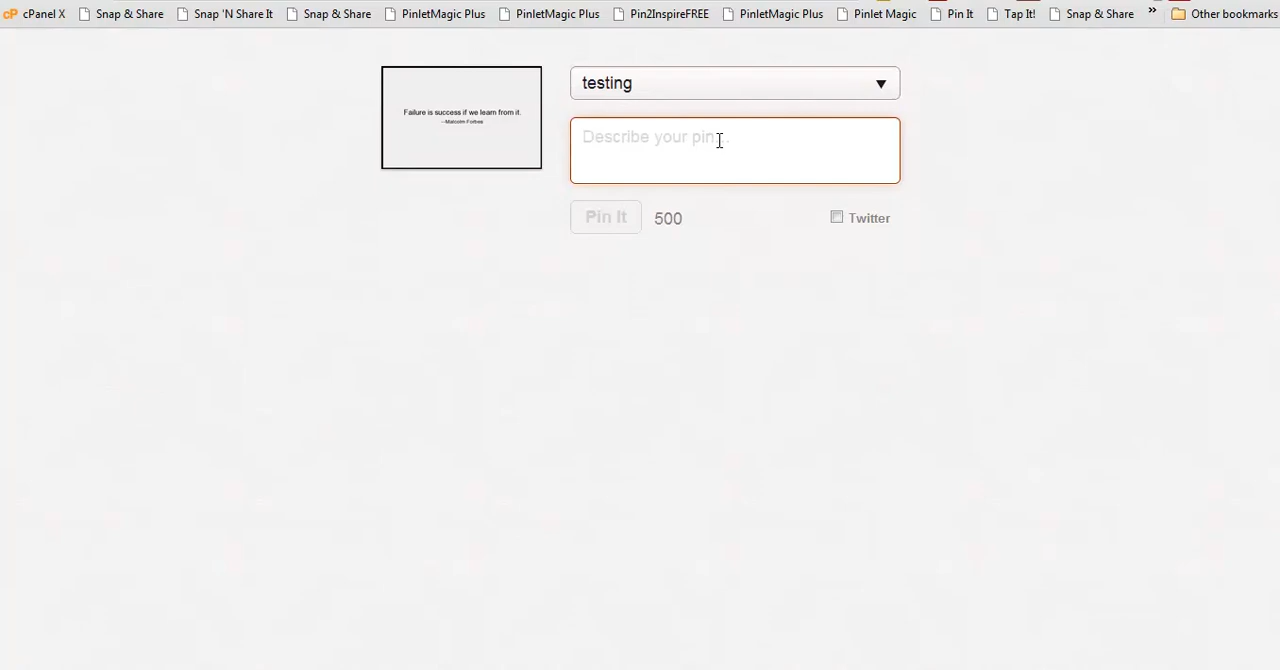 cPanel X Snap & Share Snap 'N Share It Snap & Share PinletMagic Plus PinletMagic Plus Pin2InspireFREE PinletMagic Plus Pinlet Magic Pin It Tap It! Snap & Share » Other bookmarks
testing
Failure is success if we learn from it.
--Malcolm Forbes
Describe your pin...
Pin It 500 Twitter